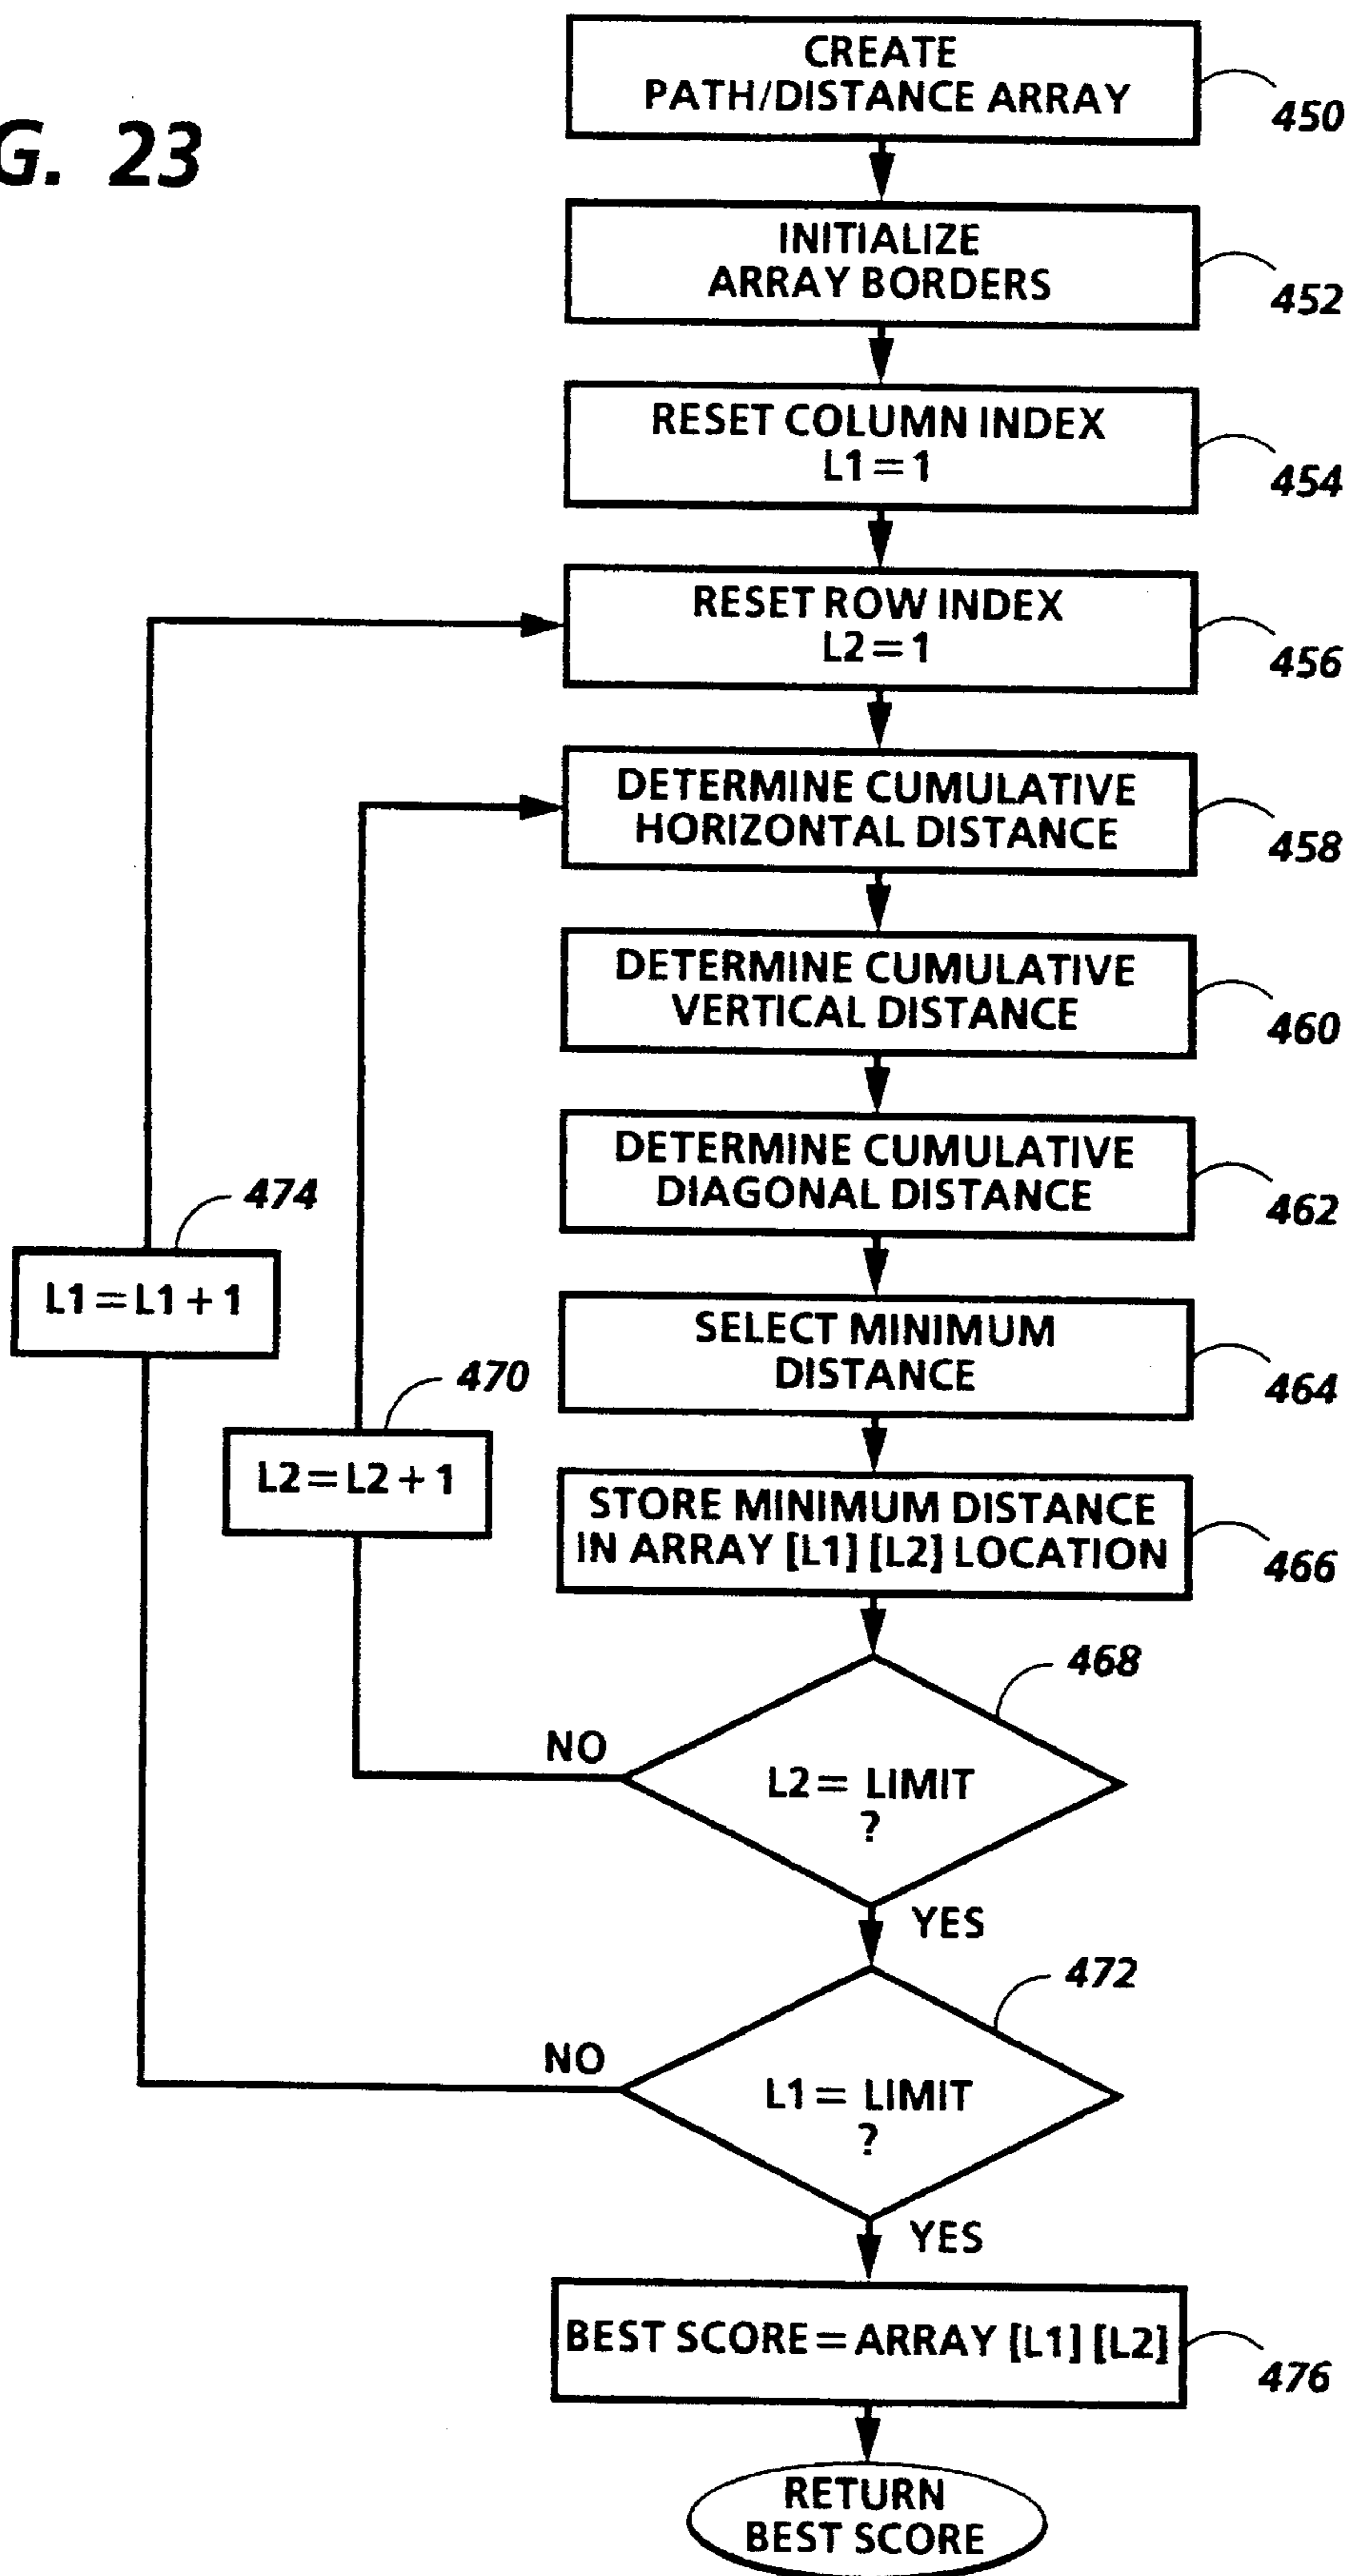 G. 23
CREATE
PATH/DISTANCE ARRAY
450
INITIALIZE
ARRAY BORDERS
452
RESET COLUMN INDEX
L1 = 1
454
RESET ROW INDEX
L2 = 1
456
DETERMINE CUMULATIVE
HORIZONTAL DISTANCE
458
DETERMINE CUMULATIVE
VERTICAL DISTANCE
460
DETERMINE CUMULATIVE
DIAGONAL DISTANCE
462
474
L1 = L1 + 1
SELECT MINIMUM
DISTANCE
464
470
L2 = L2 + 1
STORE MINIMUM DISTANCE
IN ARRAY [L1] [L2] LOCATION
466
468
NO
L2 = LIMIT
?
YES
472
NO
L1 = LIMIT
?
YES
BEST SCORE = ARRAY [L1] [L2]
476
RETURN
BEST SCORE